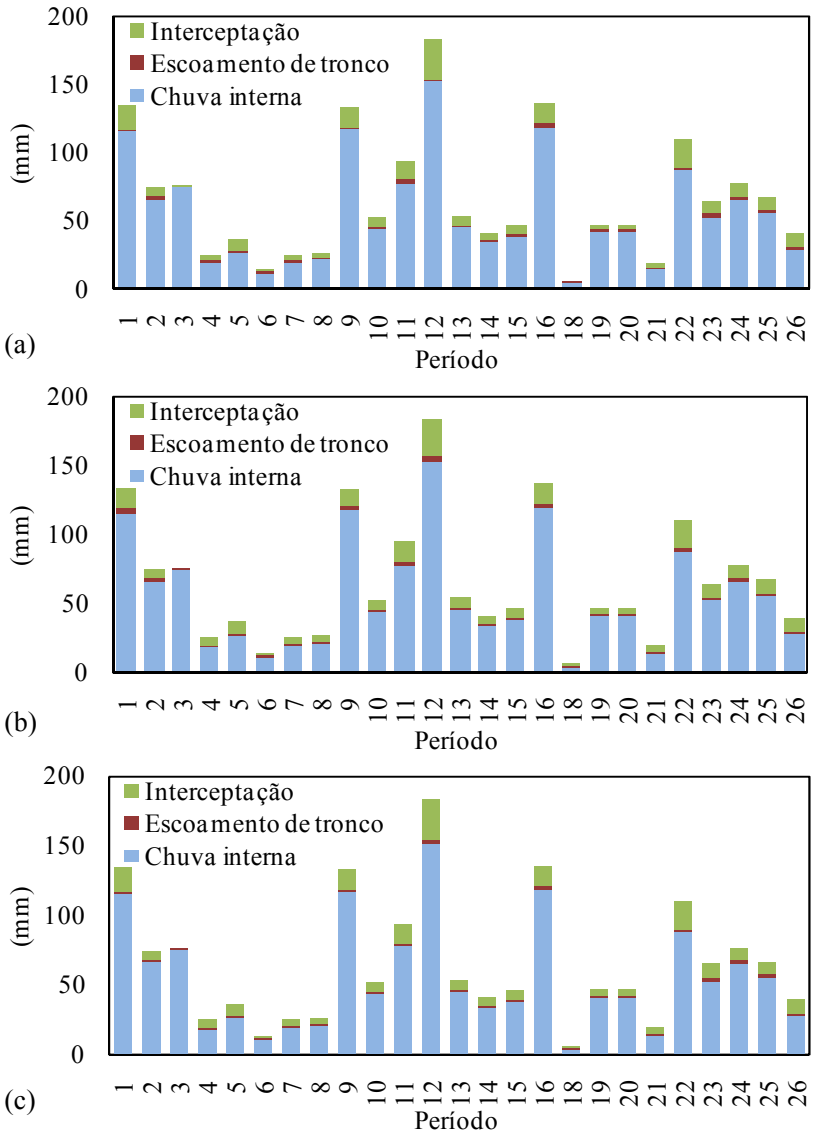 200
150
100
50
0
(mm)
Interceptação
Escoamento de tronco
Chuva interna
1 2 3 4 5 6 7 8 9 10 11 12 13 14 15 16 18 19 20 21 22 23 24 25 26
(a)
Período
200
150
100
50
0
(mm)
Interceptação
Escoamento de tronco
Chuva interna
1 2 3 4 5 6 7 8 9 10 11 12 13 14 15 16 18 19 20 21 22 23 24 25 26
(b)
Período
200
150
100
50
0
(mm)
Interceptação
Escoamento de tronco
Chuva interna
1 2 3 4 5 6 7 8 9 10 11 12 13 14 15 16 18 19 20 21 22 23 24 25 26
(c)
Período